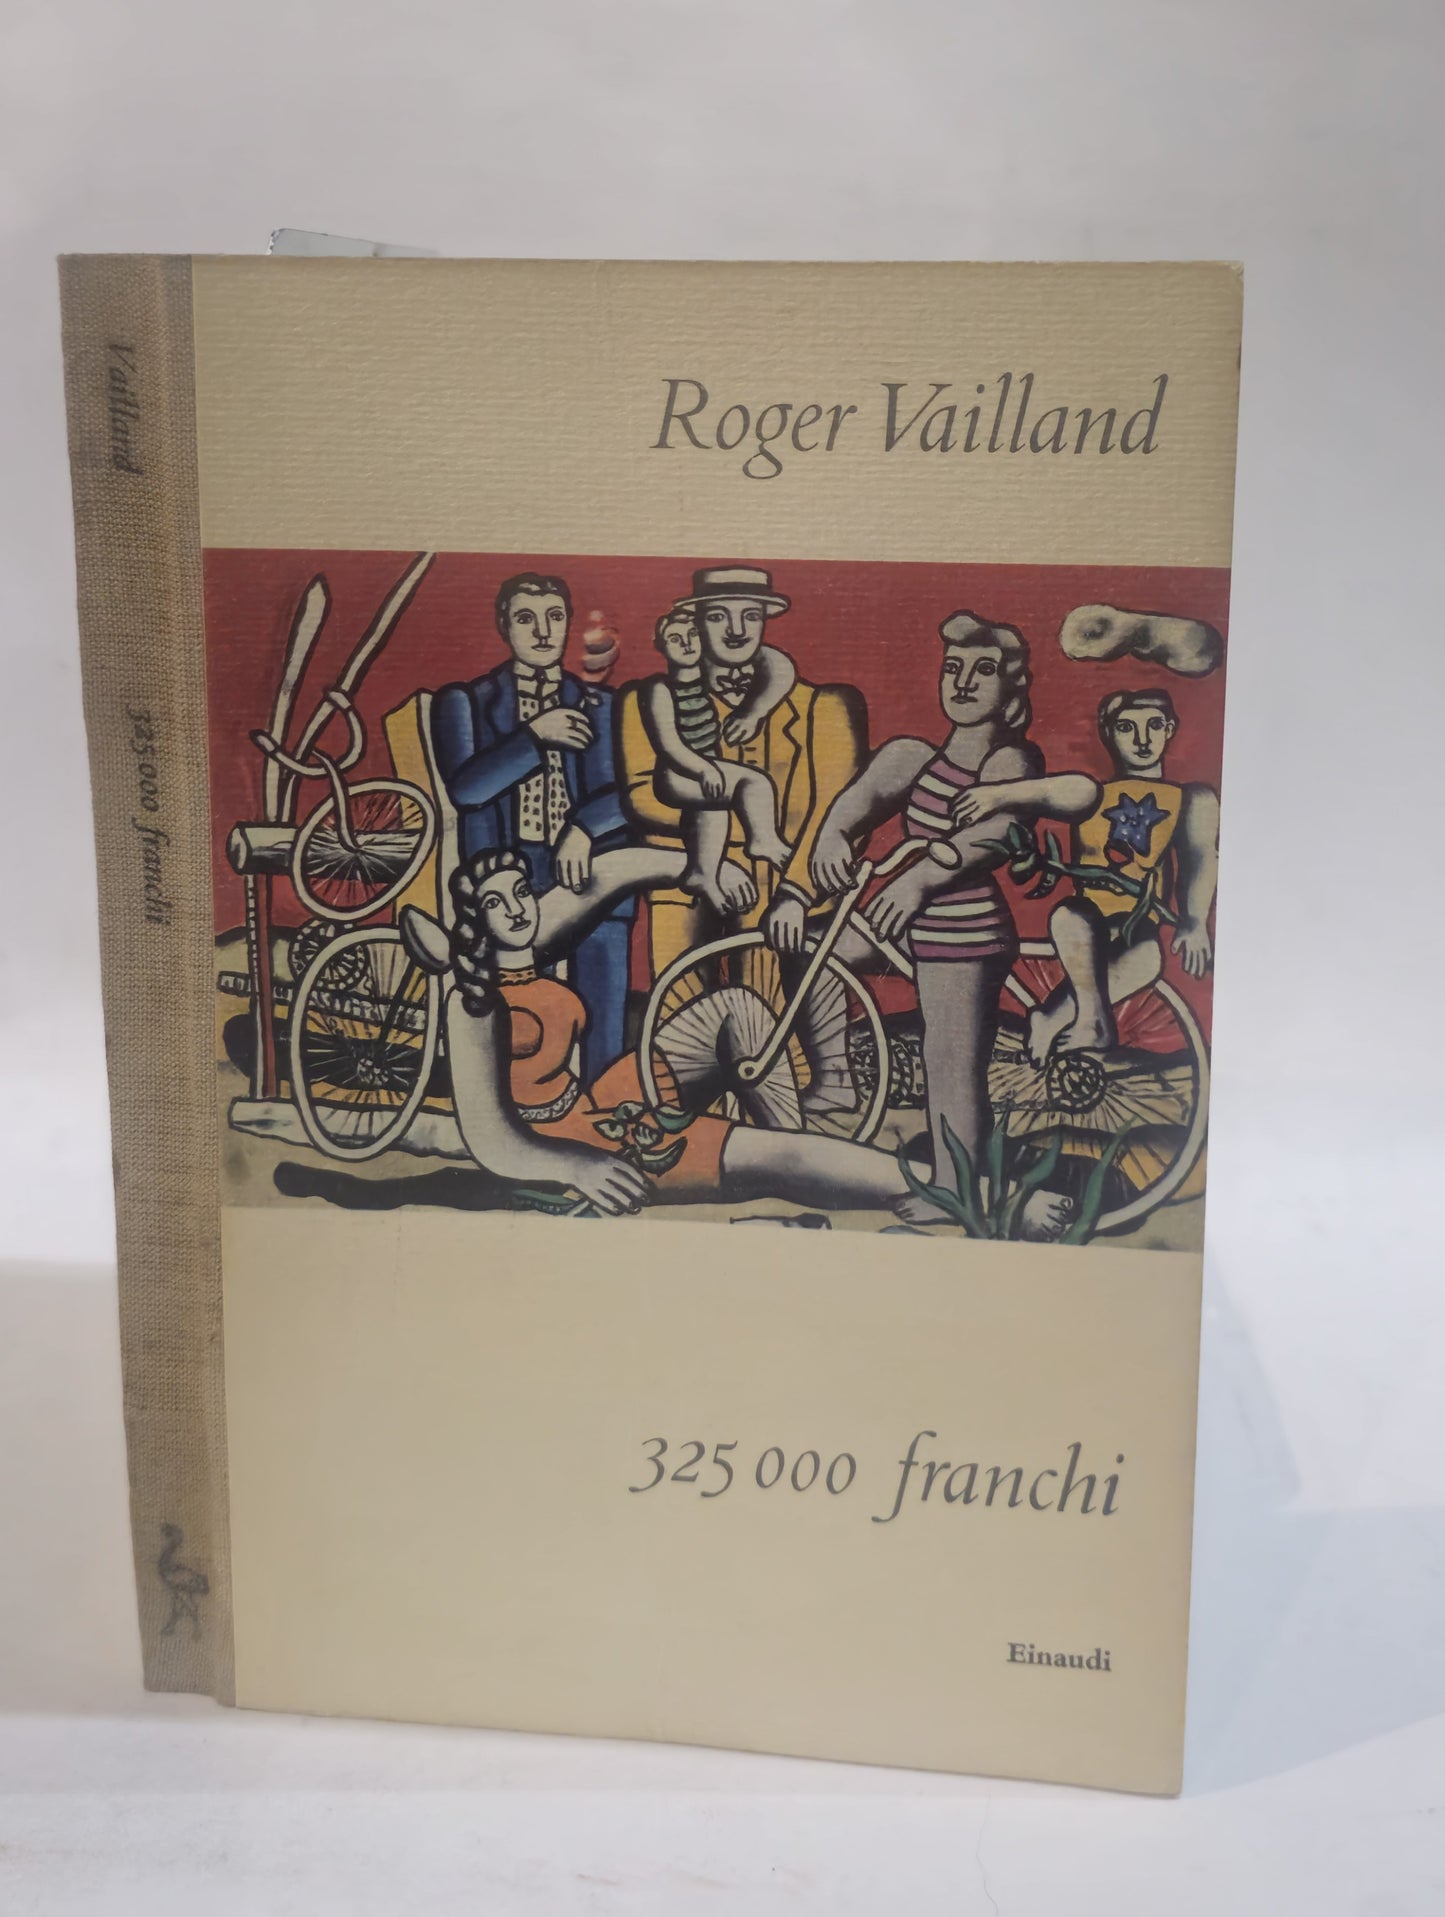 Roger Vailland
325 000 franchi
Einaudi
Vailland
325 000 franchi